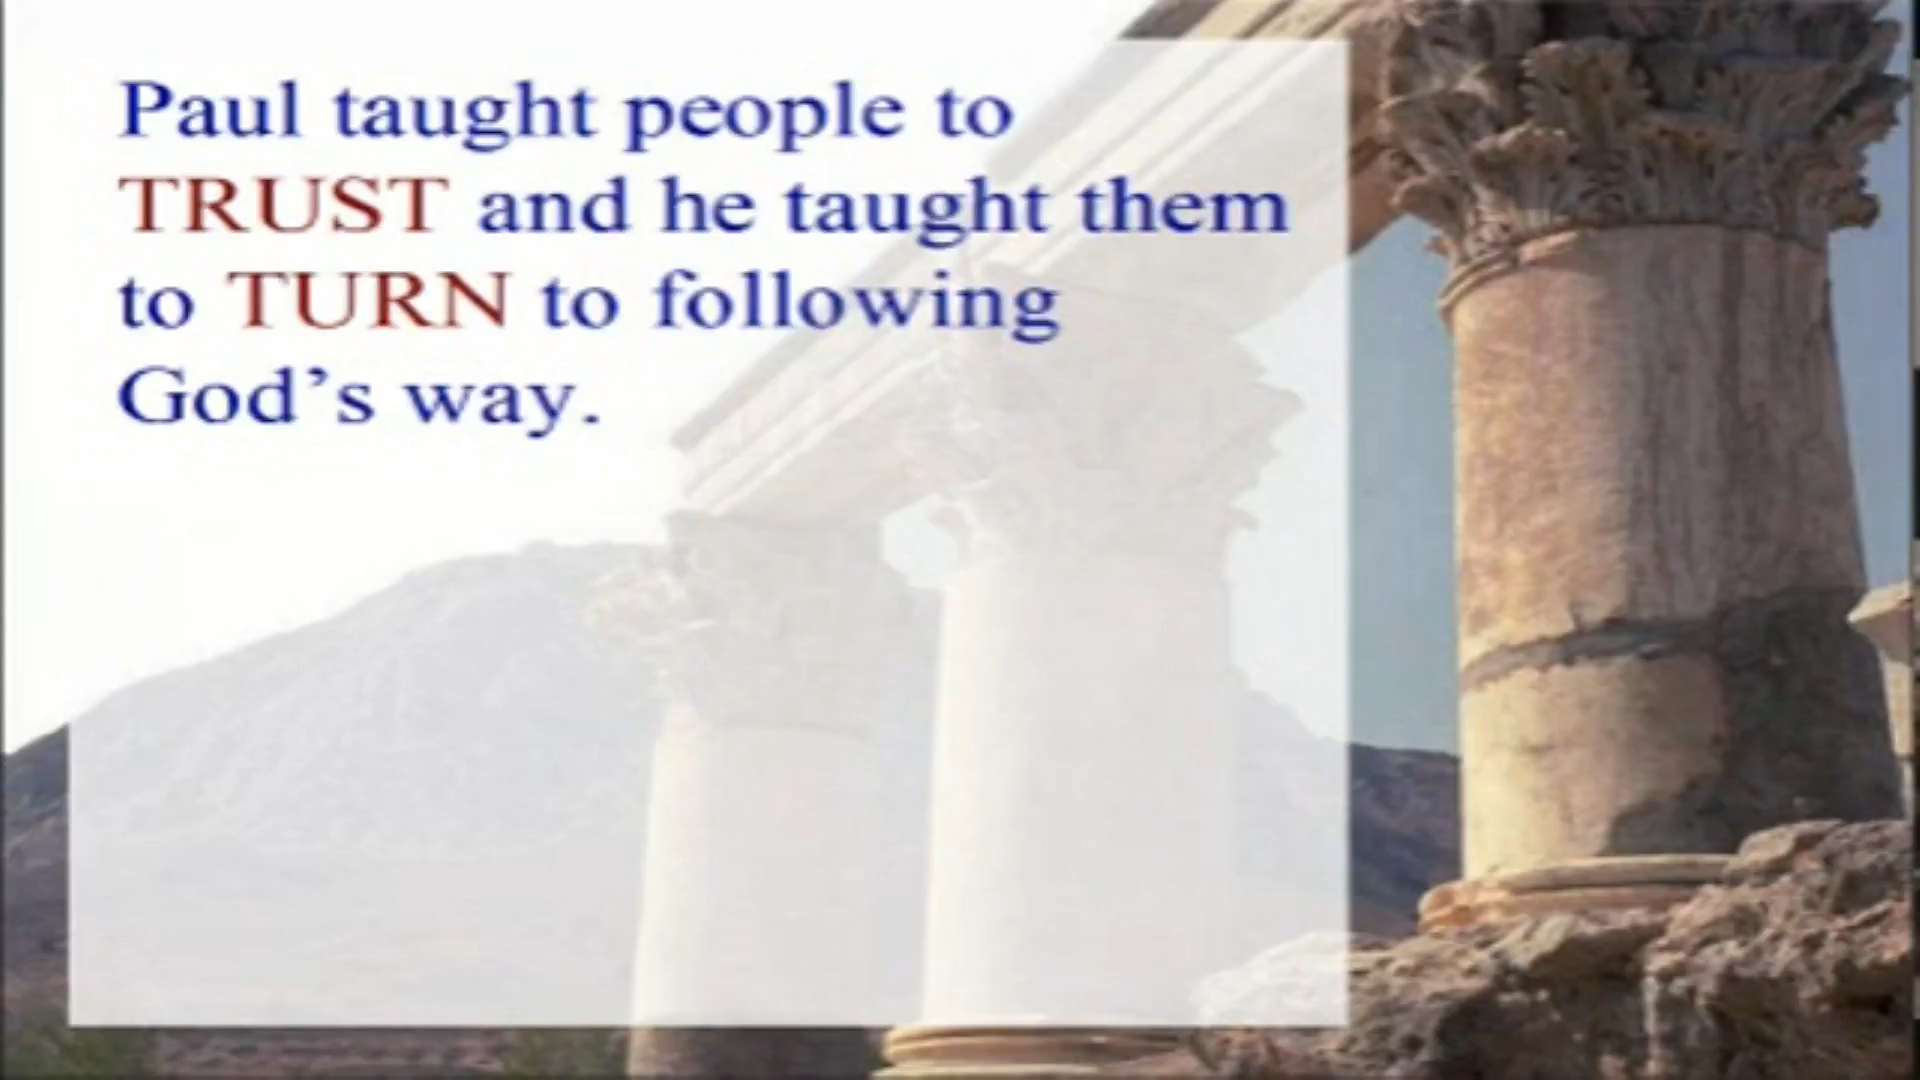 Paul taught people to
TRUST and he taught them
to TURN to following
God’s way.